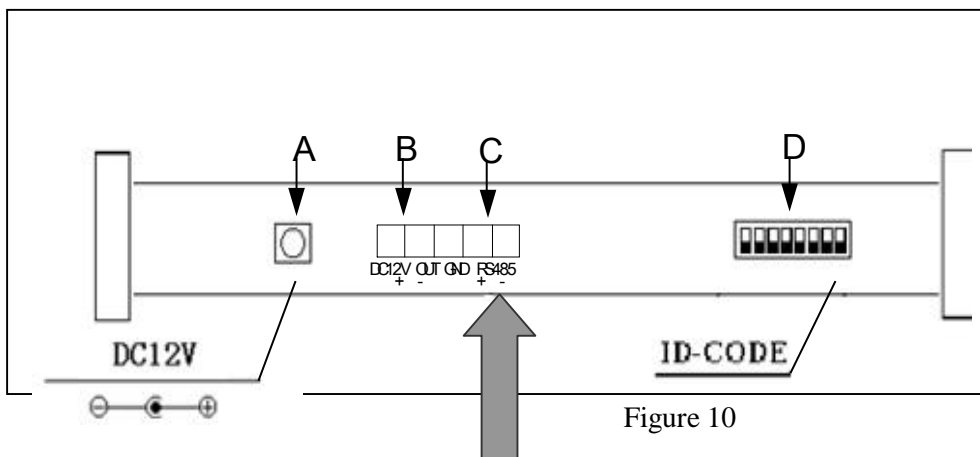 A B C D
DC12V OUT GND RS485
+ - + -
DC12V
ID-CODE
Figure 10